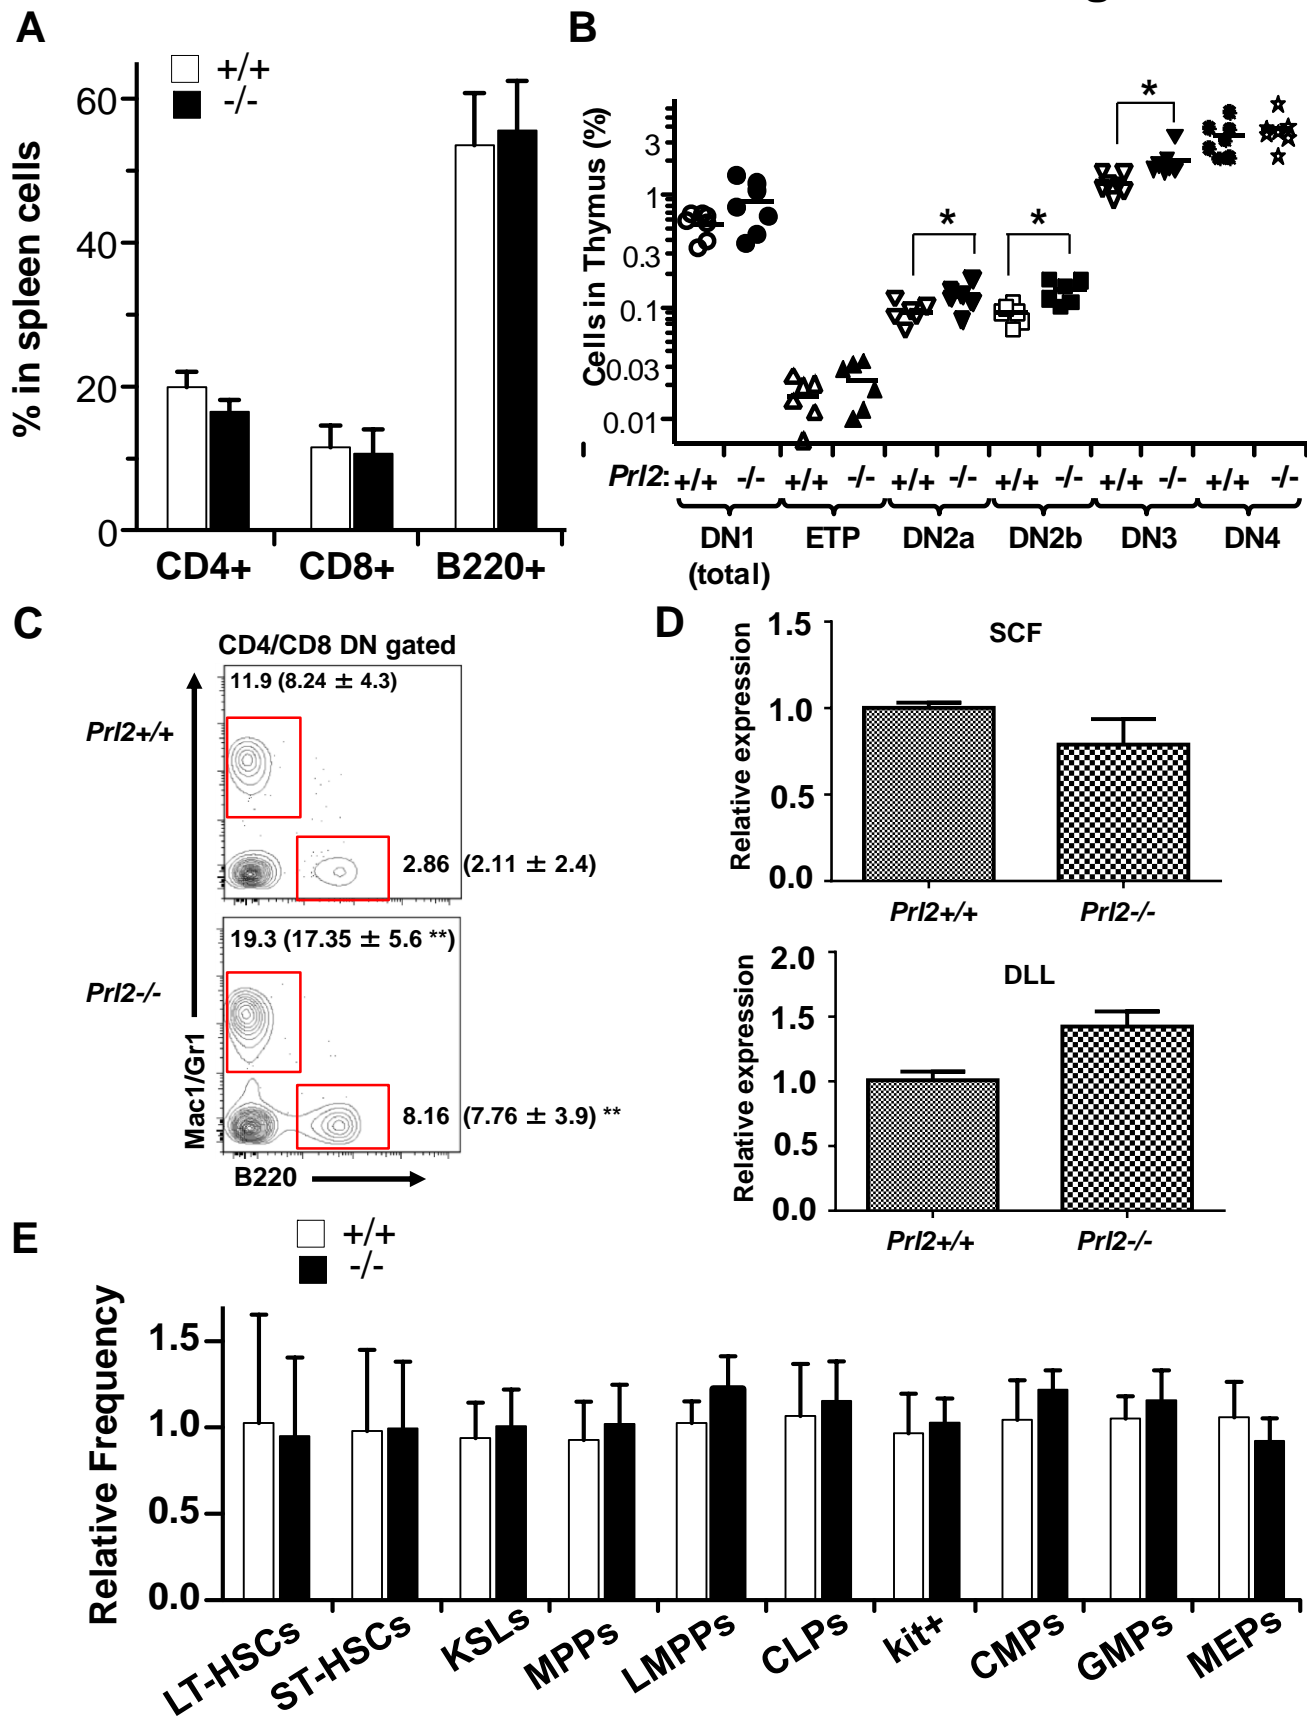 g
A
+/+
-/-
% in spleen cells
60
40
20
0
CD4+ CD8+ B220+
B
Cells in Thymus (%)
3
1
0.3
0.1
0.03
0.01
* * *
Prl2: +/+ -/- +/+ -/- +/+ -/- +/+ -/- +/+ -/- +/+ -/-
DN1 ETP DN2a DN2b DN3 DN4
(total)
C
CD4/CD8 DN gated
11.9 (8.24 ± 4.3)
Prl2+/+
2.86 (2.11 ± 2.4)
19.3 (17.35 ± 5.6 **)
Prl2-/-
8.16 (7.76 ± 3.9) **
Mac1/Gr1
B220
D
SCF
Relative expression
1.5
1.0
0.5
0.0
Prl2+/+ Prl2-/-
DLL
Relative expression
2.0
1.5
1.0
0.5
0.0
Prl2+/+ Prl2-/-
E
+/+
-/-
Relative Frequency
1.5
1.0
0.5
0.0
LT-HSCs ST-HSCs KSLs MPPs LMPPs CLPs kit+ CMPs GMPs MEPs